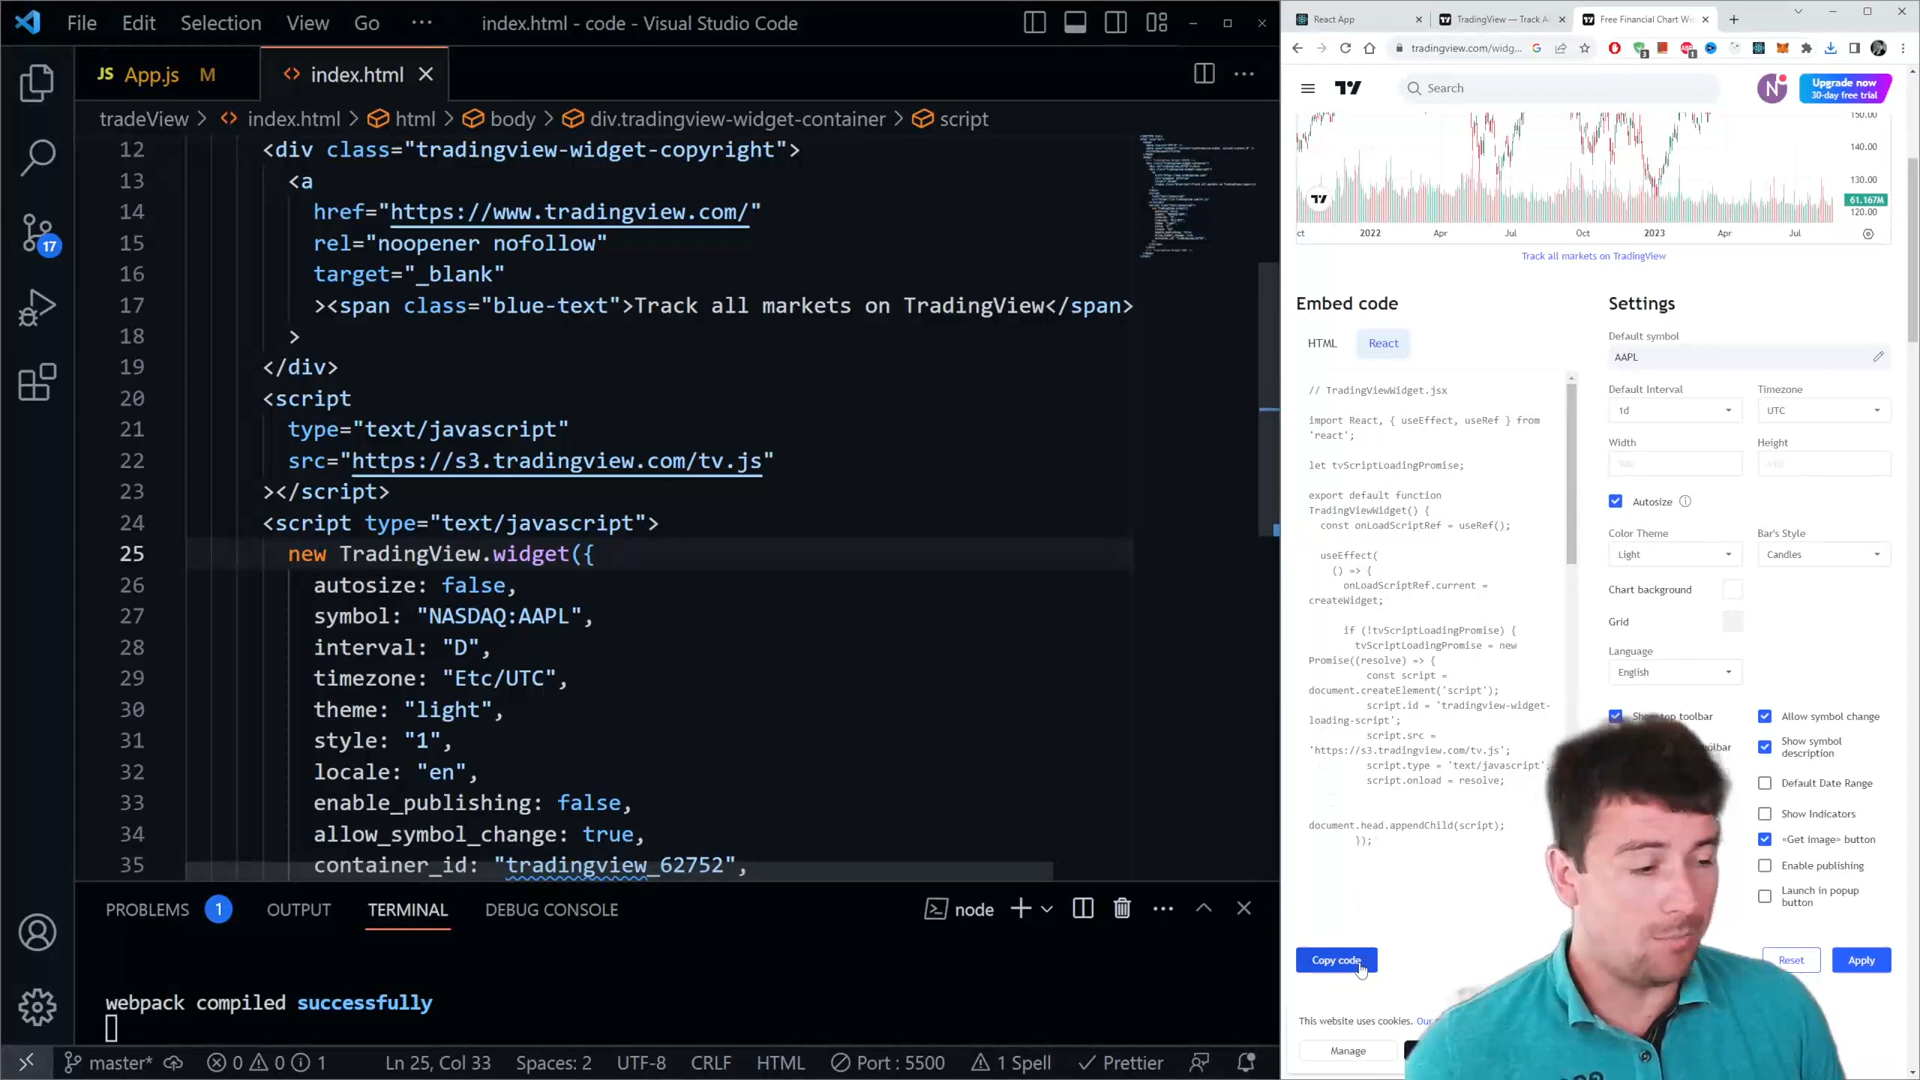 File Edit Selection View Go ··· index.html - code - Visual Studio Code
JS App.js M <> index.html
tradeView > <> index.html > html > body > div.tradingview-widget-container > script
12 <div class="tradingview-widget-copyright">
13 <a
14 href="https://www.tradingview.com/"
15 rel="noopener nofollow"
16 target="_blank"
17 ><span class="blue-text">Track all markets on TradingView</span>
18 >
19 </div>
20 <script
21 type="text/javascript"
22 src="https://s3.tradingview.com/tv.js"
23 ></script>
24 <script type="text/javascript">
25 new TradingView.widget({
26 autosize: false,
27 symbol: "NASDAQ:AAPL",
28 interval: "D",
29 timezone: "Etc/UTC",
30 theme: "light",
31 style: "1",
32 locale: "en",
33 enable_publishing: false,
34 allow_symbol_change: true,
35 container_id: "tradingview_62752",
17
PROBLEMS 1 OUTPUT TERMINAL DEBUG CONSOLE node
webpack compiled successfully
master* 0 0 1 Ln 25, Col 33 Spaces: 2 UTF-8 CRLF HTML Port : 5500 1 Spell Prettier
React App TradingView — Track A Free Financial Chart Wi
tradingview.com/widg...
Search N Upgrade now
30-day free trial
150.00
140.00
130.00
61.167M
120.00
ct 2022 Apr Jul Oct 2023 Apr Jul
Track all markets on TradingView
Embed code
HTML React
// TradingViewWidget.jsx
import React, { useEffect, useRef } from
'react';
let tvScriptLoadingPromise;
export default function
TradingViewWidget() {
const onLoadScriptRef = useRef();
useEffect(
() => {
onLoadScriptRef.current =
createWidget;
if (!tvScriptLoadingPromise) {
tvScriptLoadingPromise = new
Promise((resolve) => {
const script =
document.createElement('script');
script.id = 'tradingview-widget-
loading-script';
script.src =
'https://s3.tradingview.com/tv.js';
script.type = 'text/javascript';
script.onload = resolve;
document.head.appendChild(script);
});
Copy code
Settings
Default symbol
AAPL
Default Interval Timezone
1d UTC
Width Height
Autosize
Color Theme Bar's Style
Light Candles
Chart background
Grid
Language
English
Show top toolbar
Allow symbol change
Show symbol
description
Default Date Range
Show Indicators
«Get image» button
Enable publishing
Launch in popup
button
Reset Apply
This website uses cookies. Our
Manage